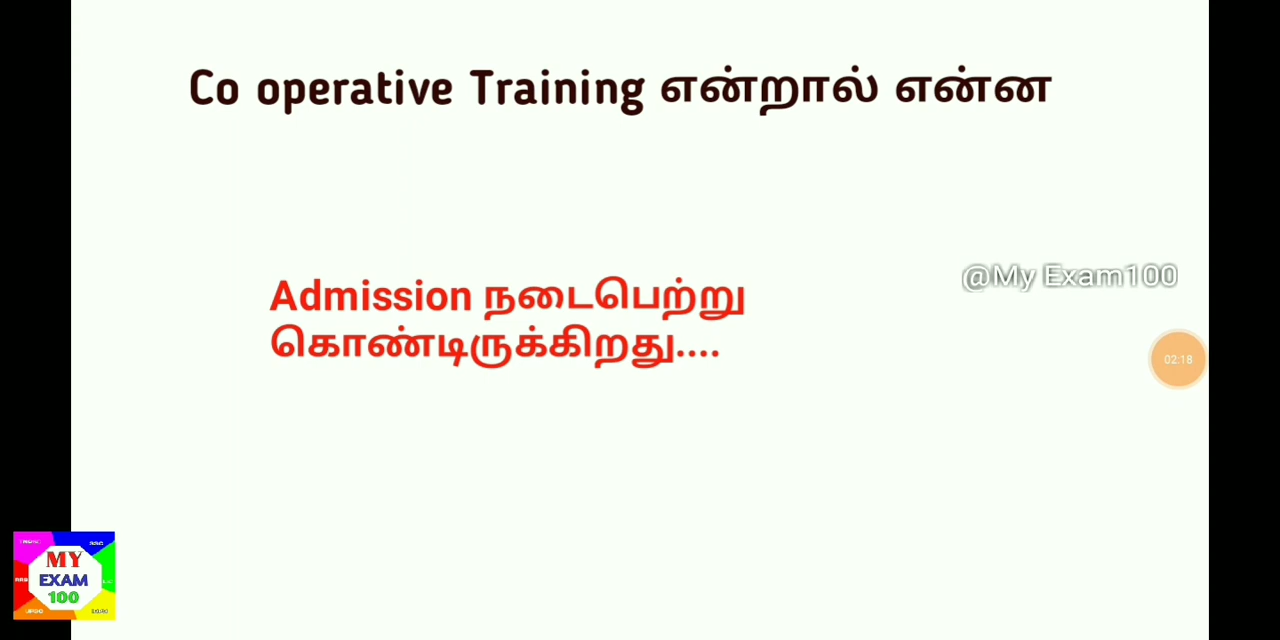 Co operative Training என்றால் என்ன
@My Exam100
Admission நடைபெற்று
கொண்டிருக்கிறது....
02:18
MY
EXAM
100